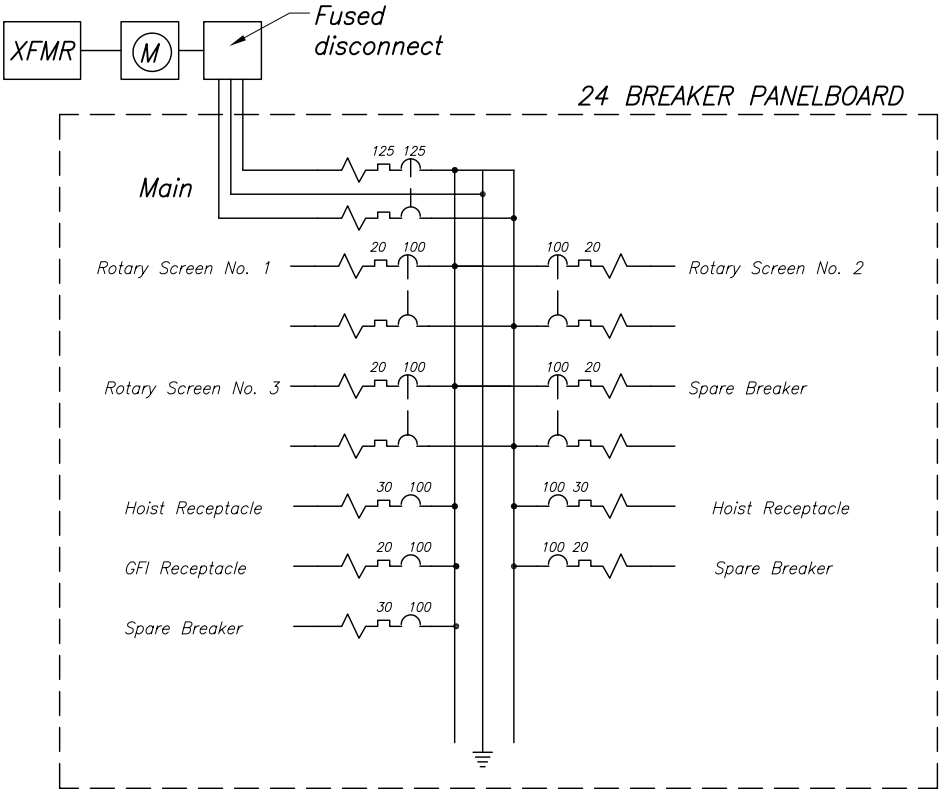 Fused
disconnect
XFMR
M
24 BREAKER PANELBOARD
125 125
Main
20 100
100 20
Rotary Screen No. 1
Rotary Screen No. 2
20 100
100 20
Rotary Screen No. 3
Spare Breaker
30 100
100 30
Hoist Receptacle
Hoist Receptacle
20 100
100 20
GFI Receptacle
Spare Breaker
30 100
Spare Breaker